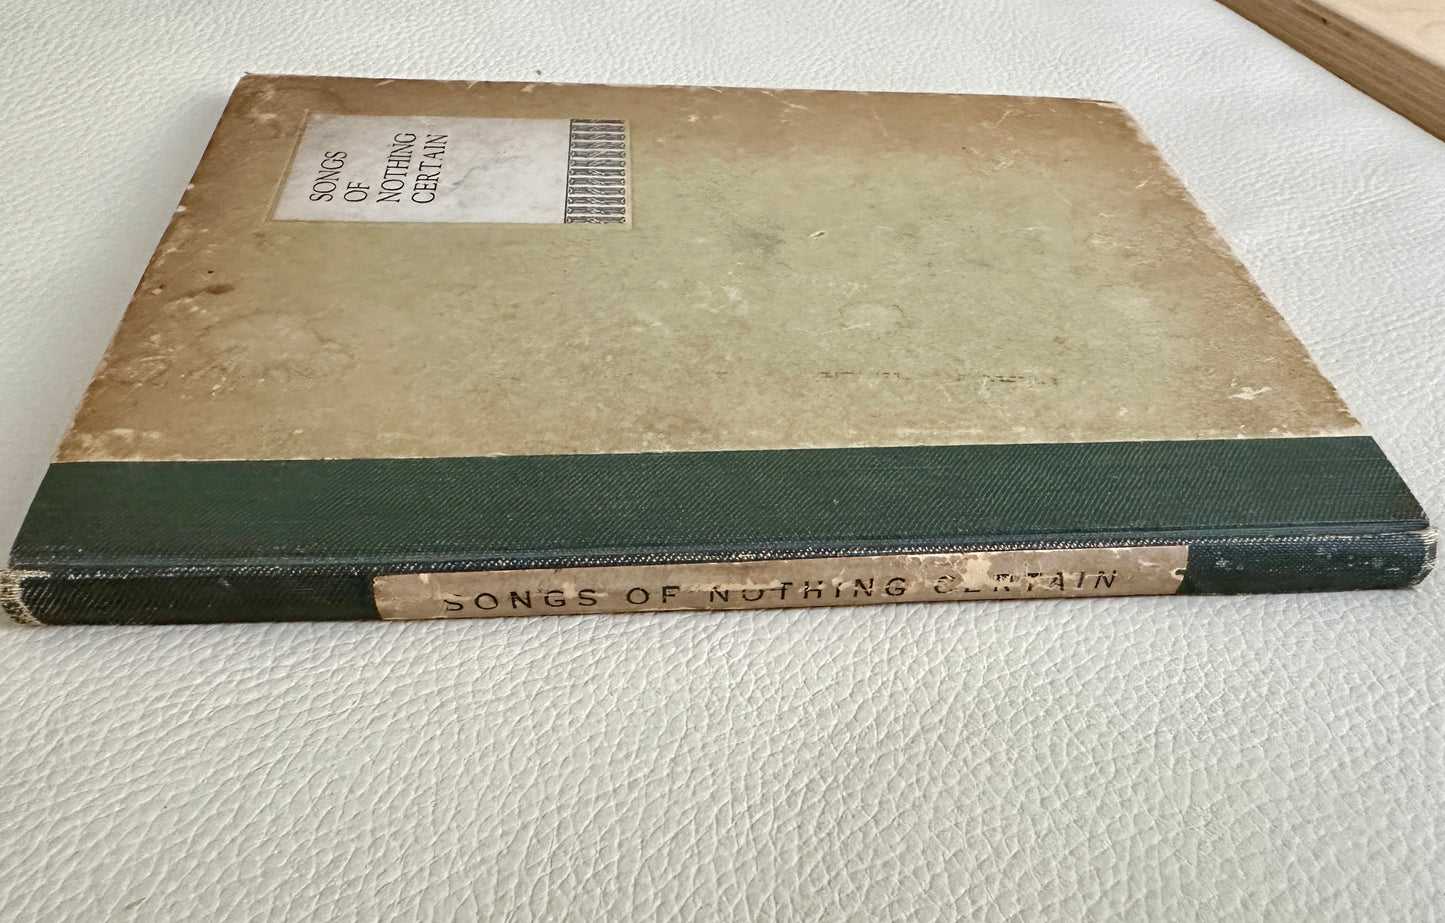 SONGS
OF
NOTHING
CERTAIN
SONGS OF NOTHING CERTAIN